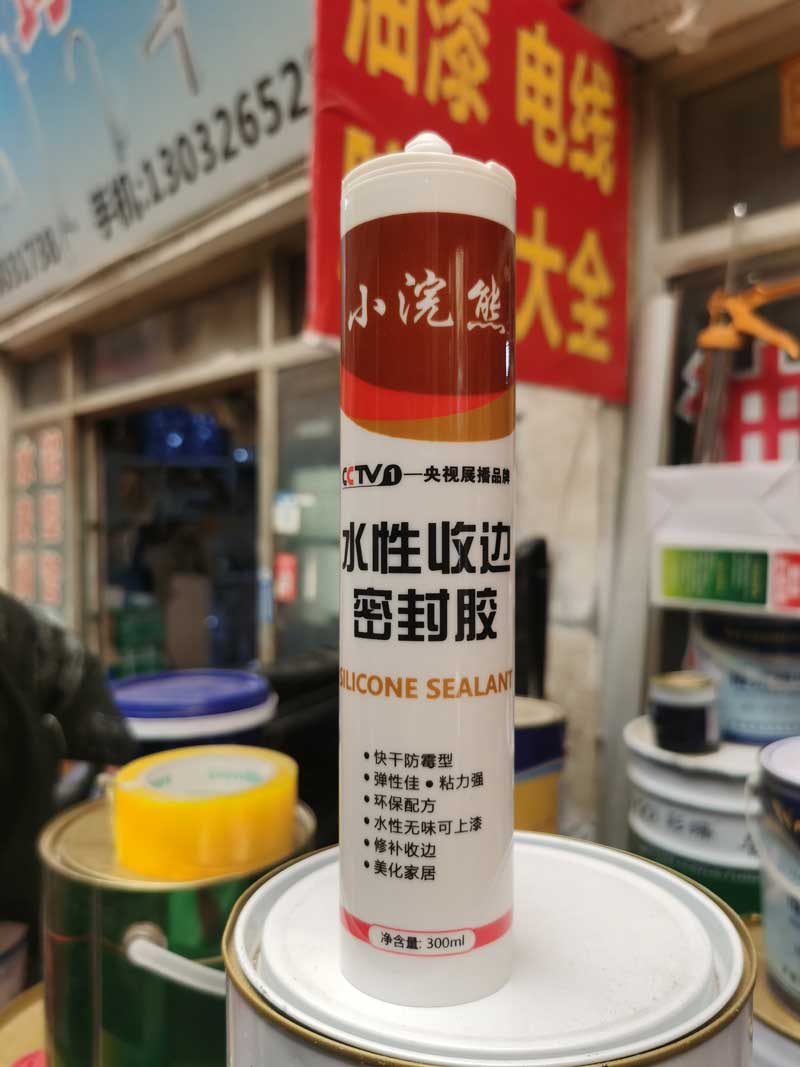 手机:13032652
031738
油漆 电线
大全
小浣熊
CCTV1—央视展播品牌
水性收边
密封胶
SILICONE SEALANT
•快干防霉型
•弹性佳•粘力强
•环保配方
•水性无味可上漆
•修补收边
•美化家居
净含量: 300ml